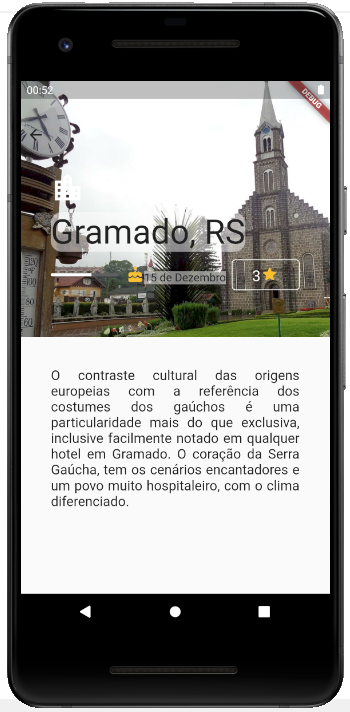 00:52
DEBUG
Gramado, RS
15 de Dezembro
3
O contraste cultural das origens
europeias com a referência dos
costumes dos gaúchos é uma
particularidade mais do que exclusiva,
inclusive facilmente notado em qualquer
hotel em Gramado. O coração da Serra
Gaúcha, tem os cenários encantadores e
um povo muito hospitaleiro, com o clima
diferenciado.